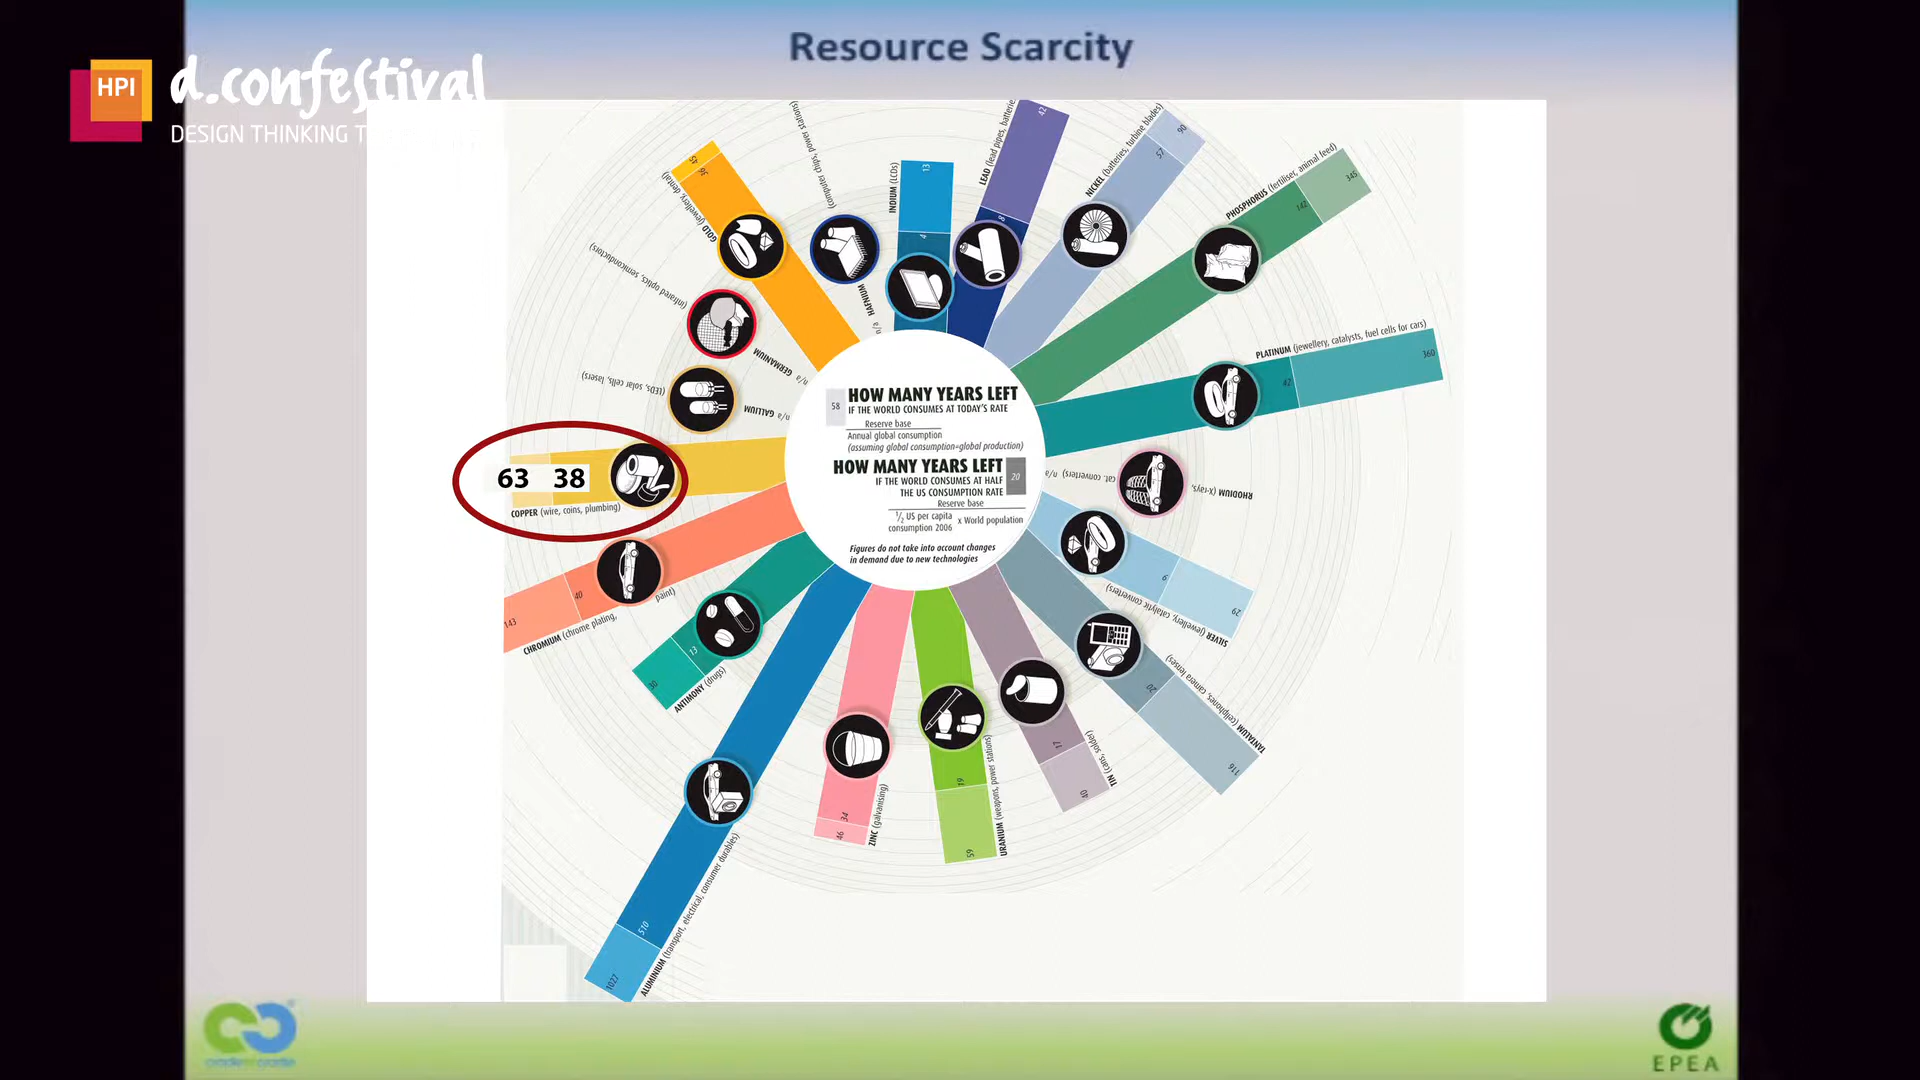 Resource Scarcity
HPI
d.confestival
DESIGN THINKING T
45
36
GOLD (jewellery, dental)
(computer chips, power stations)
HAFNIUM
n/a
13
4
INDIUM (LCDs)
42
8
LEAD (lead pipes, batterie
90
57
NICKEL (batteries, turbine blades)
PHOSPHORUS (fertiliser, animal feed)
345
142
PLATINUM (jewellery, catalysts, fuel cells for cars)
360
42
(infrared optics, semiconductors)
GERMANIUM
n/a
(LEDs, solar cells, lasers)
GALLIUM
n/a
63 38
COPPER (wire, coins, plumbing)
58
HOW MANY YEARS LEFT
IF THE WORLD CONSUMES AT TODAY'S RATE
Reserve base
Annual global consumption
(assuming global consumption=global production)
HOW MANY YEARS LEFT
IF THE WORLD CONSUMES AT HALF
THE US CONSUMPTION RATE
20
Reserve base
½ US per capita
consumption 2006
x World population
Figures do not take into account changes
in demand due to new technologies
RHODIUM (x-rays,
cat. converters) n/a
9
29
SILVER (jewellery, catalytic converters)
20
116
TANTALUM (cellphones, camera lenses)
143
40
CHROMIUM (chrome plating,
paint)
30
13
ANTIMONY (drugs)
510
1027
ALUMINIUM (transport, electrical, consumer durables)
34
46
ZINC (galvanising)
19
59
URANIUM (weapons, power stations)
17
40
TIN (cans, solder)
cradle to cradle
EPEA